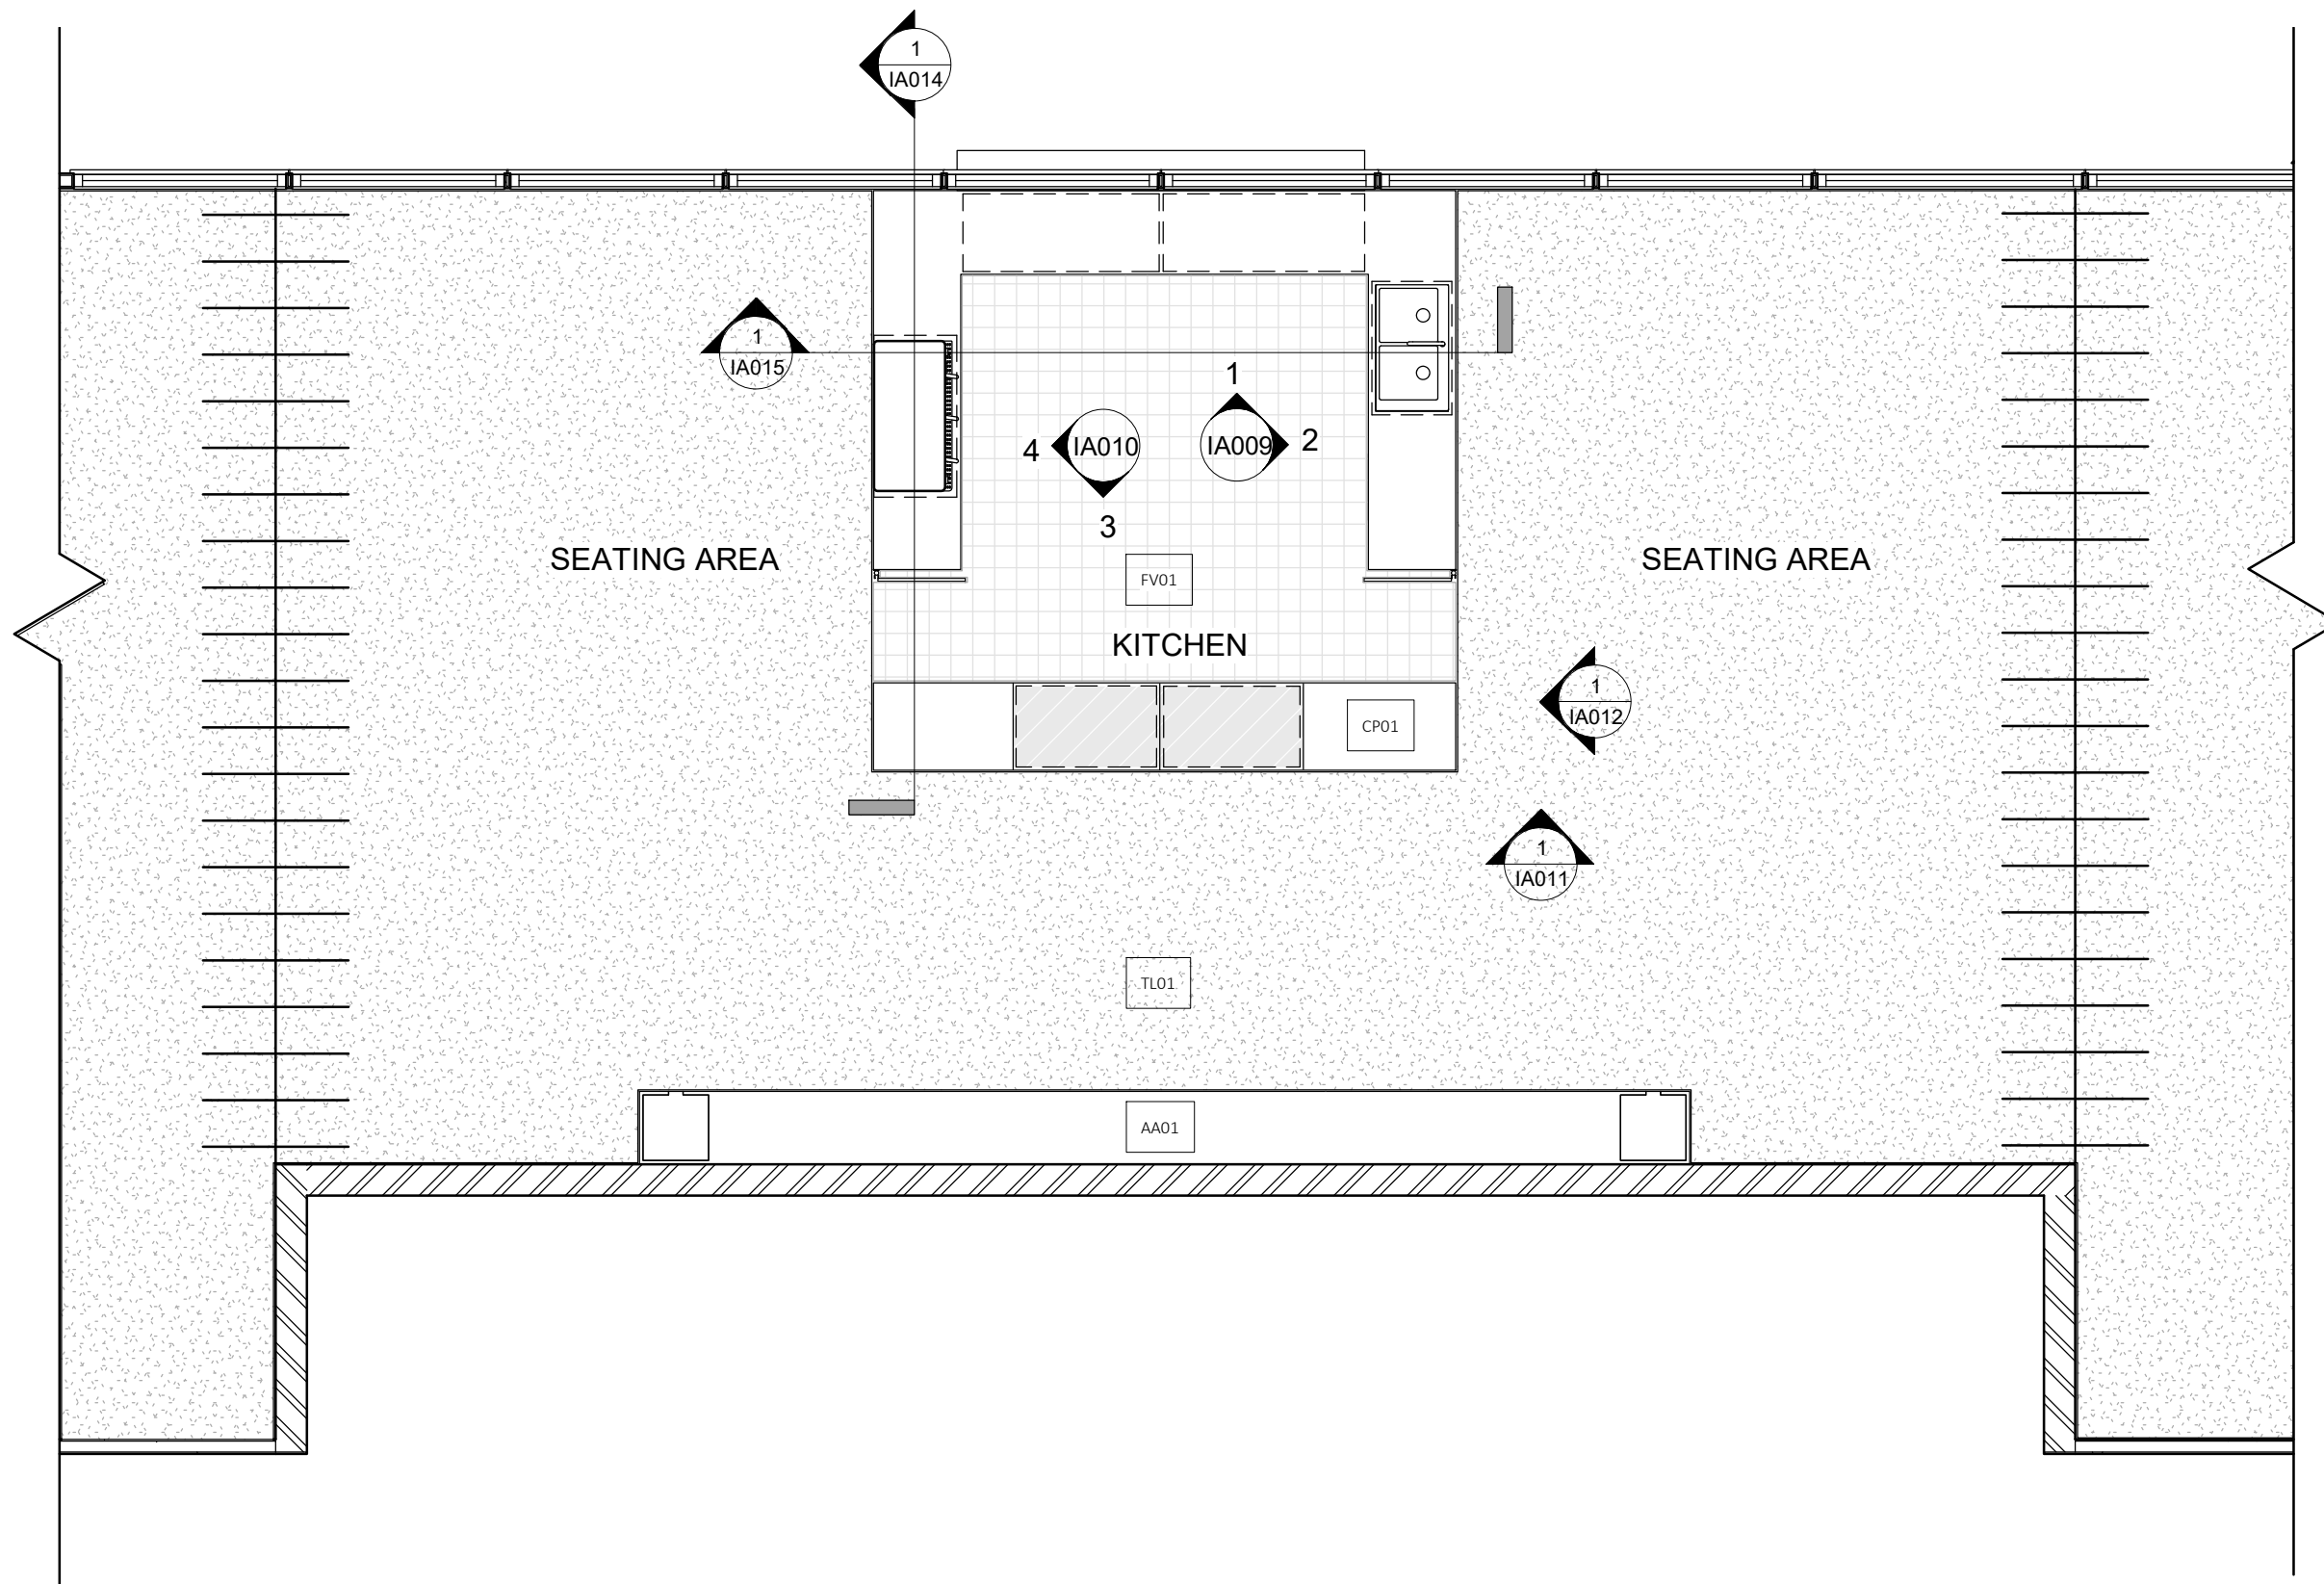 1
IA014
1
IA015
1
4
IA010
IA009
2
3
SEATING AREA
SEATING AREA
FV01
KITCHEN
1
IA012
CP01
1
IA011
TL01
AA01